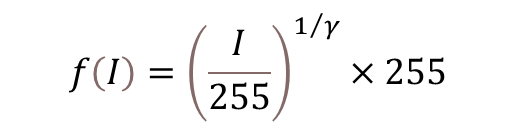 f(I) = (I/255)^{1/γ} × 255